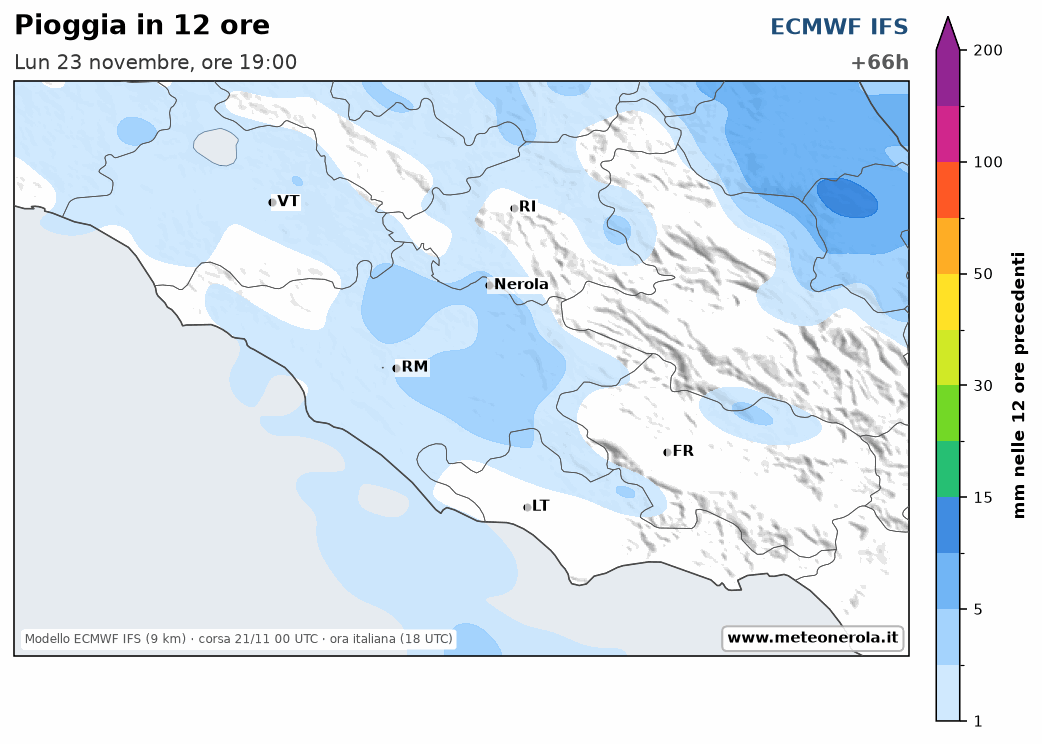 Pioggia in 12 ore
ECMWF IFS
Lun 23 novembre, ore 19:00
+66h
200
100
50
30
15
5
1
mm nelle 12 ore precedenti
VT
RI
Nerola
RM
FR
LT
Modello ECMWF IFS (9 km) · corsa 21/11 00 UTC · ora italiana (18 UTC)
www.meteonerola.it